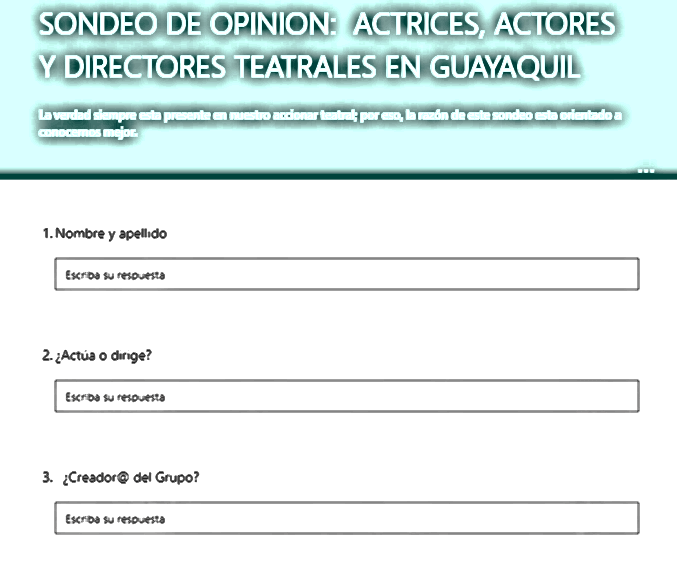 SONDEO DE OPINION: ACTRICES, ACTORES
Y DIRECTORES TEATRALES EN GUAYAQUIL
La verdad siempre esta presente en nuestro accionar teatral; por eso, la razón de este sondeo esta orientado a
conocernos mejor.
1. Nombre y apellido
Escriba su respuesta
2. ¿Actúa o dirige?
Escriba su respuesta
3. ¿Creador@ del Grupo?
Escriba su respuesta